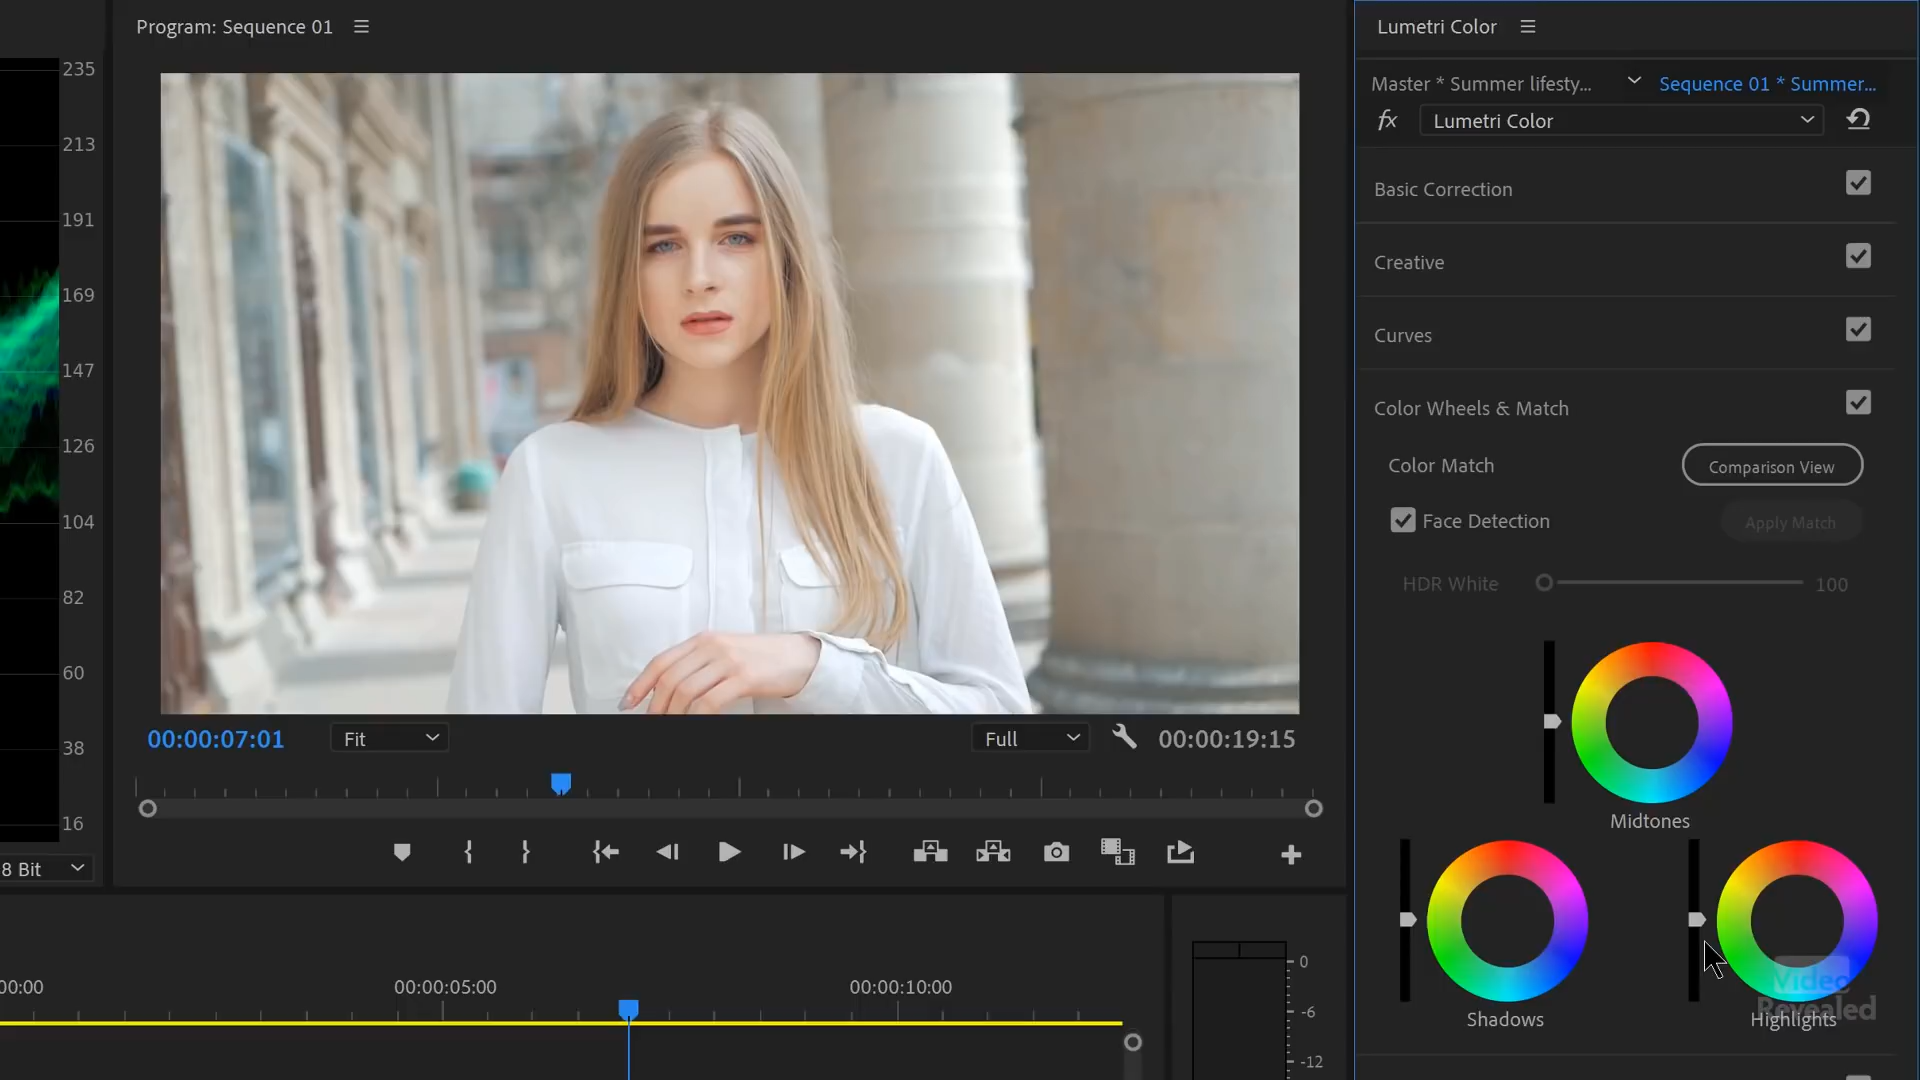 Program: Sequence 01
Lumetri Color
235
213
191
169
147
126
104
82
60
38
16
8 Bit
Master * Summer lifesty...
Sequence 01 * Summer...
fx
Lumetri Color
Basic Correction
Creative
Curves
Color Wheels & Match
Color Match
Comparison View
Face Detection
Apply Match
HDR White
100
Midtones
Shadows
Highlights
Video
Revealed
00:00:07:01
Fit
Full
00:00:19:15
00:00
00:00:05:00
00:00:10:00
0
-6
-12